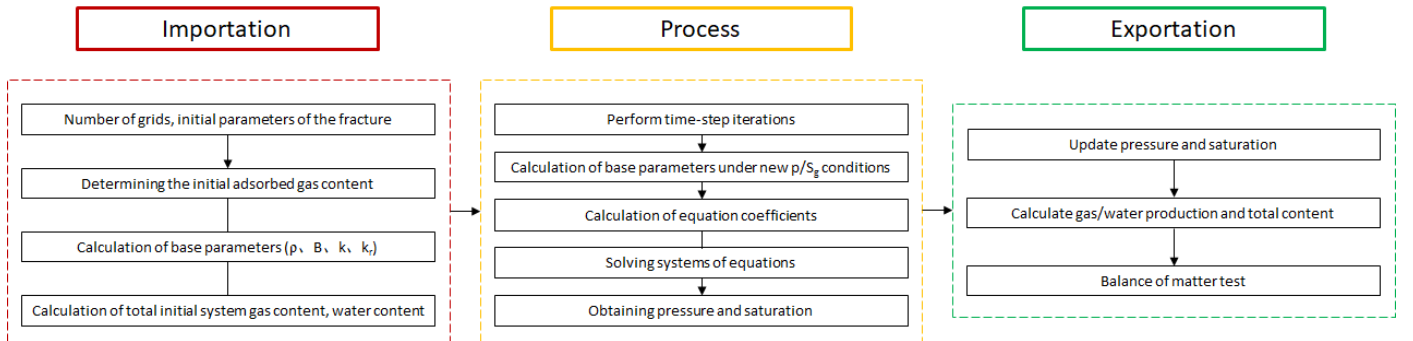 Importation
Number of grids, initial parameters of the fracture
Determining the initial adsorbed gas content
Calculation of base parameters (ρ、B、k、kᵣ)
Calculation of total initial system gas content, water content
Process
Perform time-step iterations
Calculation of base parameters under new p/S_g conditions
Calculation of equation coefficients
Solving systems of equations
Obtaining pressure and saturation
Exportation
Update pressure and saturation
Calculate gas/water production and total content
Balance of matter test